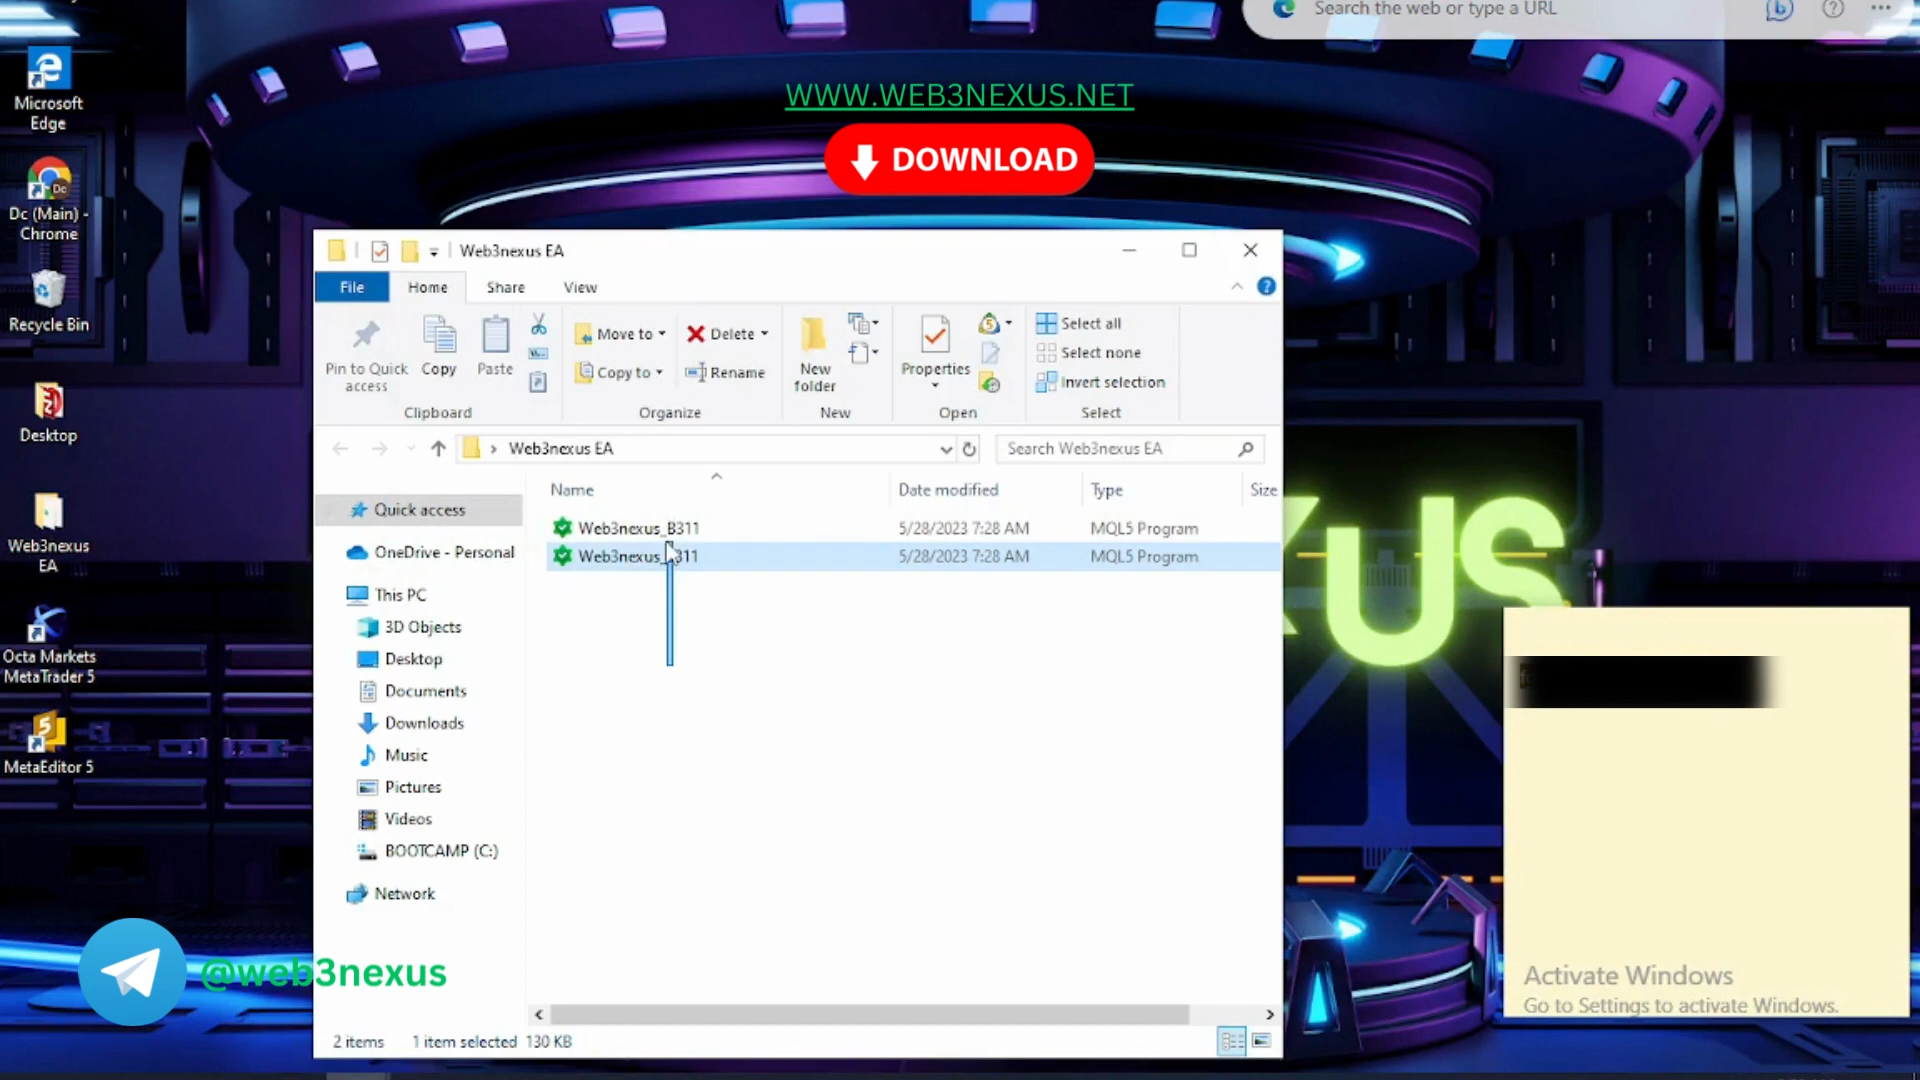 Search the web or type a URL
Microsoft
Edge
WWW.WEB3NEXUS.NET
DOWNLOAD
Dc
Dc (Main) -
Chrome
Web3nexus EA
File
Home
Share
View
Recycle Bin
Pin to Quick
access
Copy
Paste
Move to
Copy to
Delete
Rename
New
folder
Properties
Select all
Select none
Invert selection
Clipboard
Organize
New
Open
Select
Desktop
Web3nexus EA
Search Web3nexus EA
Name
Date modified
Type
Size
Web3nexus_B311
5/28/2023 7:28 AM
MQL5 Program
Web3nexus_ 311
5/28/2023 7:28 AM
MQL5 Program
Quick access
OneDrive - Personal
This PC
3D Objects
Desktop
Documents
Downloads
Music
Pictures
Videos
BOOTCAMP (C:)
Network
Web3nexus
EA
Octa Markets
MetaTrader 5
MetaEditor 5
XUS
@web3nexus
Activate Windows
Go to Settings to activate Windows.
2 items
1 item selected
130 KB